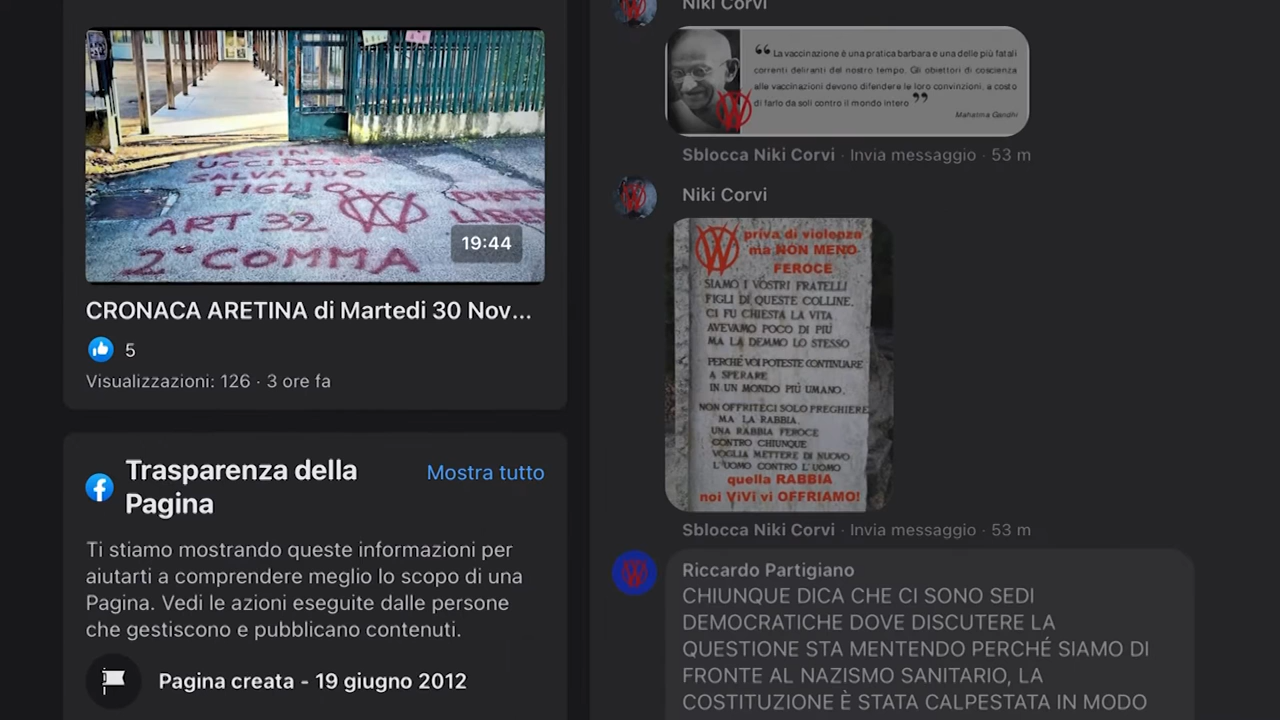 ...IN
UCCIDONO
SALVA TUO
FIGLIO
ART 32
2° COMMA
19:44
CRONACA ARETINA di Martedi 30 Nov...
5
Visualizzazioni: 126 · 3 ore fa
Trasparenza della
Pagina
Mostra tutto
Ti stiamo mostrando queste informazioni per
aiutarti a comprendere meglio lo scopo di una
Pagina. Vedi le azioni eseguite dalle persone
che gestiscono e pubblicano contenuti.
Pagina creata - 19 giugno 2012
Niki Corvi
“ La vaccinazione è una pratica barbara e una delle più fatali
correnti deliranti del nostro tempo. Gli obiettori di coscienza
alle vaccinazioni devono difendere le loro convinzioni, a costo
di farlo da soli contro il mondo intero ”
Mahatma Gandhi
Sblocca Niki Corvi · Invia messaggio · 53 m
Niki Corvi
priva di violenza
ma NON MENO
FEROCE
SIAMO I VOSTRI FRATELLI
FIGLI DI QUESTE COLLINE,
CI FU CHIESTA LA VITA
AVEVAMO POCO DI PIÙ
MA LA DEMMO LO STESSO
PERCHÉ VOI POTESTE CONTINUARE
A SPERARE
IN UN MONDO PIÙ UMANO.
NON OFFRITECI SOLO PREGHIERE
MA LA RABBIA,
UNA RABBIA FEROCE
CONTRO CHIUNQUE
VOGLIA METTERE DI NUOVO
L'UOMO CONTRO L'UOMO
quella RABBIA
noi ViVi vi OFFRIAMO!
Sblocca Niki Corvi · Invia messaggio · 53 m
Riccardo Partigiano
CHIUNQUE DICA CHE CI SONO SEDI
DEMOCRATICHE DOVE DISCUTERE LA
QUESTIONE STA MENTENDO PERCHÉ SIAMO DI
FRONTE AL NAZISMO SANITARIO, LA
COSTITUZIONE È STATA CALPESTATA IN MODO